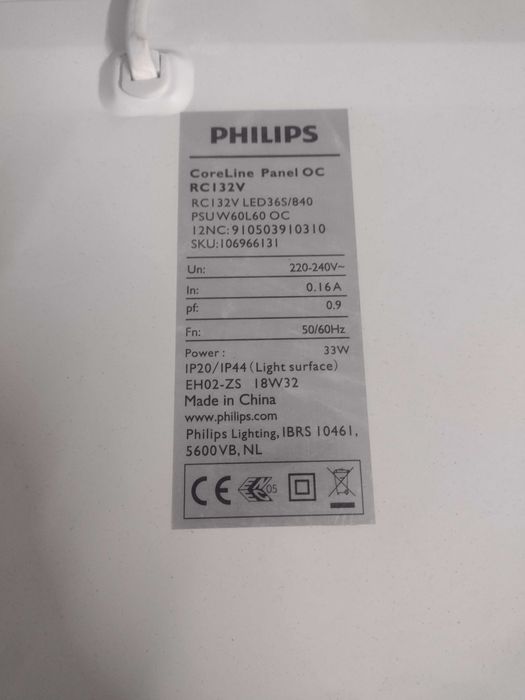 PHILIPS
CoreLine Panel OC
RC132V
RC132V LED36S/840
PSU W60L60 OC
12NC: 910503910310
SKU:106966131
Un: 220-240V~
In: 0.16A
pf: 0.9
Fn: 50/60Hz
Power : 33W
IP20/IP44 (Light surface)
EH02-ZS 18W32
Made in China
www.philips.com
Philips Lighting, IBRS 10461,
5600VB, NL
CE 05